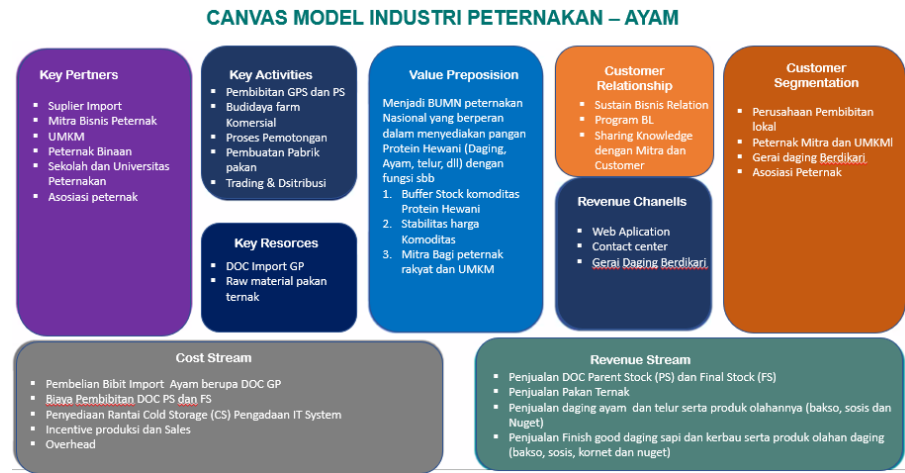 CANVAS MODEL INDUSTRI PETERNAKAN – AYAM
Key Pertners
▪ Suplier Import
▪ Mitra Bisnis Peternak
▪ UMKM
▪ Peternak Binaan
▪ Sekolah dan Universitas
Peternakan
▪ Asosiasi peternak
Key Activities
▪ Pembibitan GPS dan PS
▪ Budidaya farm
Komersial
▪ Proses Pemotongan
▪ Pembuatan Pabrik
pakan
▪ Trading & Dsitribusi
Key Resorces
▪ DOC Import GP
▪ Raw material pakan
ternak
Value Preposision
Menjadi BUMN peternakan
Nasional yang berperan
dalam menyediakan pangan
Protein Hewani (Daging,
Ayam, telur, dll) dengan
fungsi sbb
1. Buffer Stock komoditas
Protein Hewani
2. Stabilitas harga
Komoditas
3. Mitra Bagi peternak
rakyat dan UMKM
Customer
Relationship
▪ Sustain Bisnis Relation
▪ Program BL
▪ Sharing Knowledge
dengan Mitra dan
Customer
Revenue Chanells
▪ Web Aplication
▪ Contact center
▪ Gerai Daging Berdikari
Customer
Segmentation
▪ Perusahaan Pembibitan
lokal
▪ Peternak Mitra dan UMKMl
▪ Gerai daging Berdikari
▪ Asosiasi Peternak
Cost Stream
▪ Pembelian Bibit Import Ayam berupa DOC GP
▪ Biaya Pembibitan DOC PS dan FS
▪ Penyediaan Rantai Cold Storage (CS) Pengadaan IT System
▪ Incentive produksi dan Sales
▪ Overhead
Revenue Stream
▪ Penjualan DOC Parent Stock (PS) dan Final Stock (FS)
▪ Penjualan Pakan Ternak
▪ Penjualan daging ayam dan telur serta produk olahannya (bakso, sosis dan
Nuget)
▪ Penjualan Finish good daging sapi dan kerbau serta produk olahan daging
(bakso, sosis, kornet dan nuget)